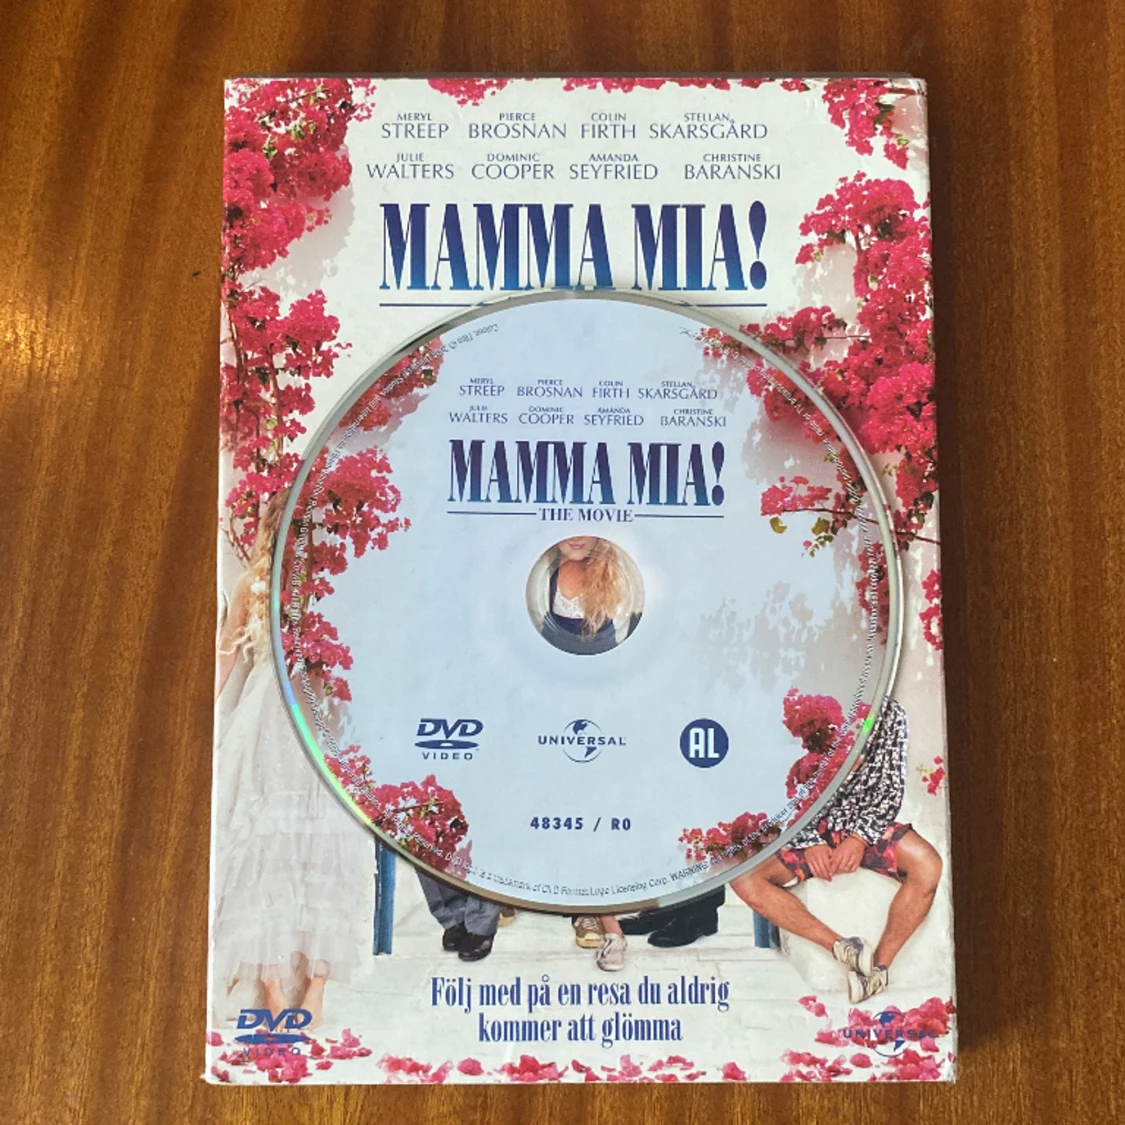 MERYL PIERCE COLIN STELLAN
STREEP BROSNAN FIRTH SKARSGÅRD
JULIE DOMINIC AMANDA CHRISTINE
WALTERS COOPER SEYFRIED BARANSKI
MAMMA MIA!
MERYL PIERCE COLIN STELLAN
STREEP BROSNAN FIRTH SKARSGÅRD
JULIE DOMINIC AMANDA CHRISTINE
WALTERS COOPER SEYFRIED BARANSKI
MAMMA MIA!
THE MOVIE
DVD VIDEO
UNIVERSAL
AL
48345 / R0
Följ med på en resa du aldrig
kommer att glömma
DVD VIDEO
UNIVERSAL